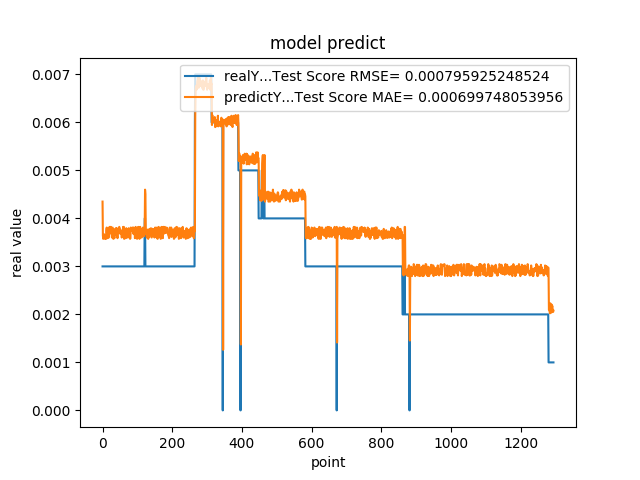 model predict
realY...Test Score RMSE= 0.000795925248524
predictY...Test Score MAE= 0.000699748053956
0.007
0.006
0.005
0.004
0.003
0.002
0.001
0.000
real value
0 200 400 600 800 1000 1200
point